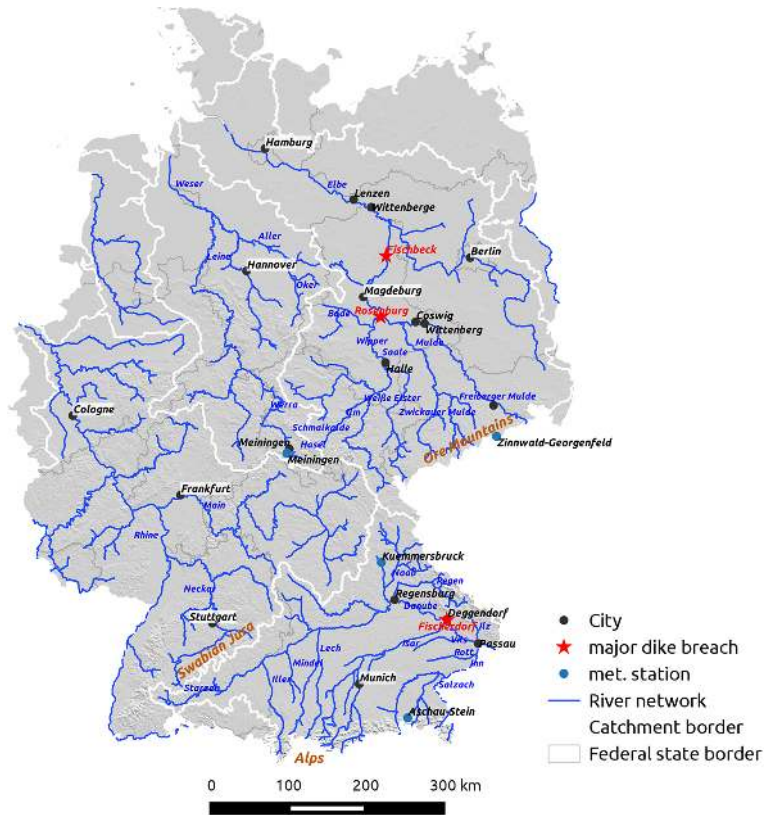 Hamburg
Weser
Elbe
Lenzen
Wittenberge
Aller
Fischbeck
Leine
Hannover
Berlin
Oker
Magdeburg
Bode
Rosenburg
Coswig
Wittenberg
Wipper
Mulde
Saale
Halle
Weiße Elster
Freiberger Mulde
Werra
Ilm
Zwickauer Mulde
Cologne
Schmalkalde
Ore Mountains
Hasel
Meiningen
Zinnwald-Georgenfeld
Meiningen
Frankfurt
Main
Rhine
Kuemmersbruck
Naab
Regen
Neckar
Regensburg
Danube
Deggendorf
Stuttgart
Fischerdorf
Ilz
Swabian Jura
Isar
Vils
Passau
Lech
Rott
Mindel
Inn
Starzen
Iller
Munich
Salzach
Aschau-Stein
Alps
City
major dike breach
met. station
River network
Catchment border
Federal state border
0 100 200 300 km